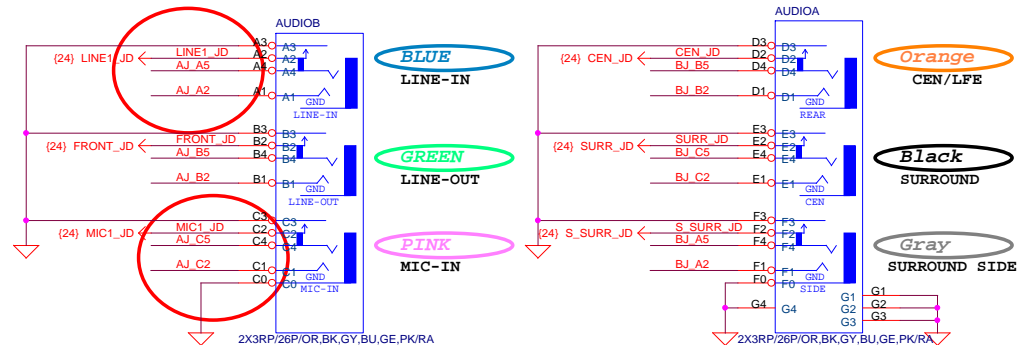 AUDIOB
A3 A3
{24} LINE1_JD LINE1_JD A2 A2
AJ_A5 A4 A4
AJ_A2 A1 A1
GND
LINE-IN
BLUE
LINE-IN
B3 B3
{24} FRONT_JD FRONT_JD B2 B2
AJ_B5 B4 B4
AJ_B2 B1 B1
GND
LINE-OUT
GREEN
LINE-OUT
C3 C3
{24} MIC1_JD MIC1_JD C2 C2
AJ_C5 C4 C4
AJ_C2 C1 C1
GND
C0 C0
MIC-IN
PINK
MIC-IN
2X3RP/26P/OR,BK,GY,BU,GE,PK/RA
AUDIOA
D3 D3
{24} CEN_JD CEN_JD D2 D2
BJ_B5 D4 D4
BJ_B2 D1 D1
GND
REAR
Orange
CEN/LFE
E3 E3
{24} SURR_JD SURR_JD E2 E2
BJ_C5 E4 E4
BJ_C2 E1 E1
GND
CEN
Black
SURROUND
F3 F3
{24} S_SURR_JD S_SURR_JD F2 F2
BJ_A5 F4 F4
BJ_A2 F1 F1
GND
F0 F0
SIDE
Gray
SURROUND SIDE
G4 G4
G1 G1
G2 G2
G3 G3
2X3RP/26P/OR,BK,GY,BU,GE,PK/RA